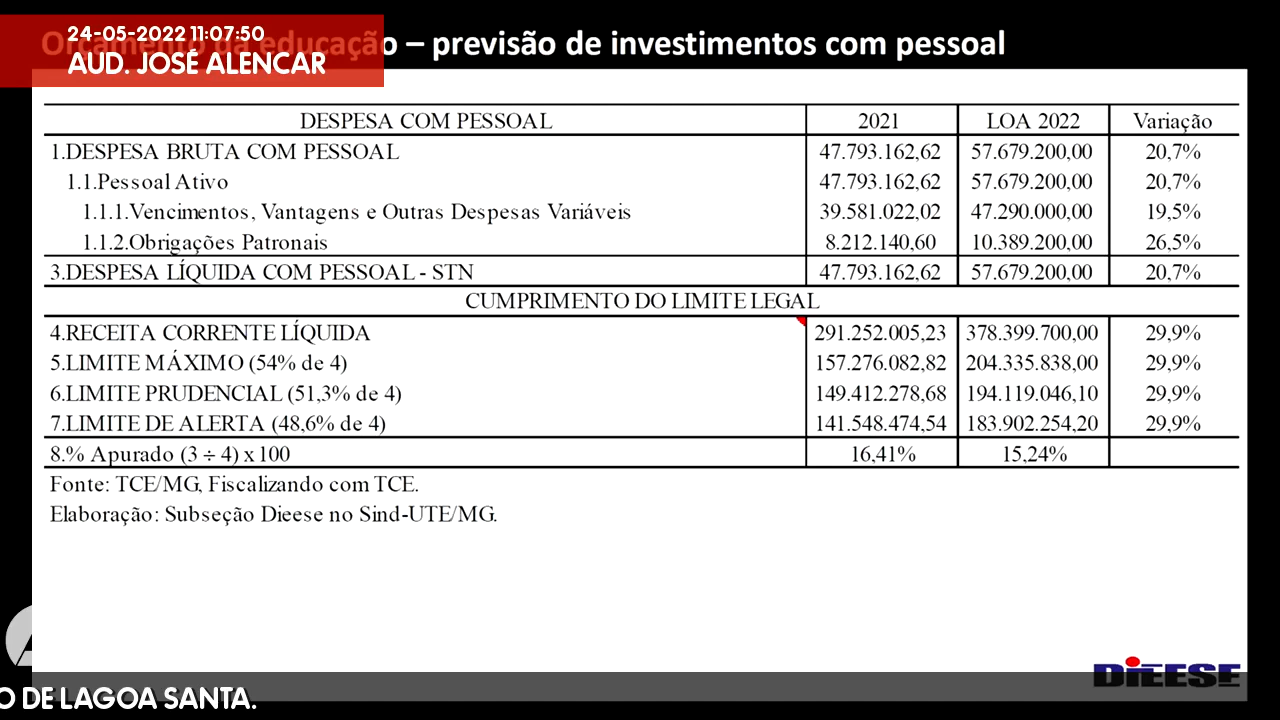 24-05-2022 11:07:50
AUD. JOSÉ ALENCAR
Orçamento da educação – previsão de investimentos com pessoal
DESPESA COM PESSOAL 2021 LOA 2022 Variação
1.DESPESA BRUTA COM PESSOAL 47.793.162,62 57.679.200,00 20,7%
1.1.Pessoal Ativo 47.793.162,62 57.679.200,00 20,7%
1.1.1.Vencimentos, Vantagens e Outras Despesas Variáveis 39.581.022,02 47.290.000,00 19,5%
1.1.2.Obrigações Patronais 8.212.140,60 10.389.200,00 26,5%
3.DESPESA LÍQUIDA COM PESSOAL - STN 47.793.162,62 57.679.200,00 20,7%
CUMPRIMENTO DO LIMITE LEGAL
4.RECEITA CORRENTE LÍQUIDA 291.252.005,23 378.399.700,00 29,9%
5.LIMITE MÁXIMO (54% de 4) 157.276.082,82 204.335.838,00 29,9%
6.LIMITE PRUDENCIAL (51,3% de 4) 149.412.278,68 194.119.046,10 29,9%
7.LIMITE DE ALERTA (48,6% de 4) 141.548.474,54 183.902.254,20 29,9%
8.% Apurado (3 ÷ 4) x 100 16,41% 15,24%
Fonte: TCE/MG, Fiscalizando com TCE.
Elaboração: Subseção Dieese no Sind-UTE/MG.
DIEESE
O DE LAGOA SANTA.